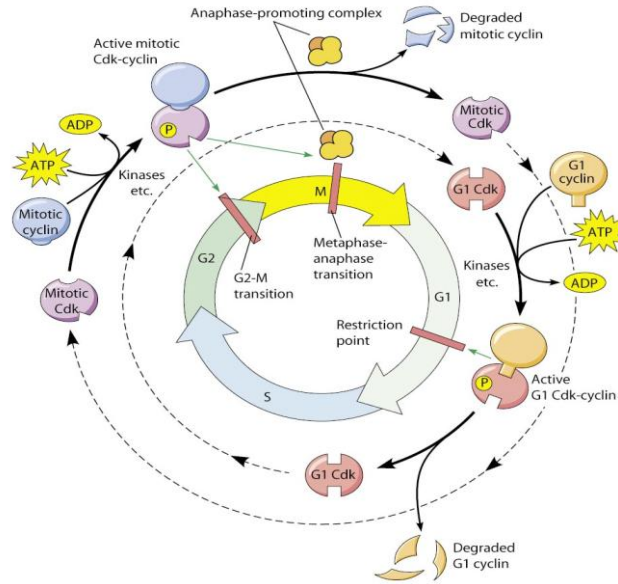 Anaphase-promoting complex
Degraded
mitotic cyclin
Active mitotic
Cdk-cyclin
P
ADP
ATP
Kinases
etc.
Mitotic
cyclin
Mitotic
Cdk
Mitotic
Cdk
G1 Cdk
G1
cyclin
ATP
ADP
Kinases
etc.
M
G2
G2-M
transition
Metaphase-
anaphase
transition
G1
Restriction
point
S
P
Active
G1 Cdk-cyclin
G1 Cdk
Degraded
G1 cyclin